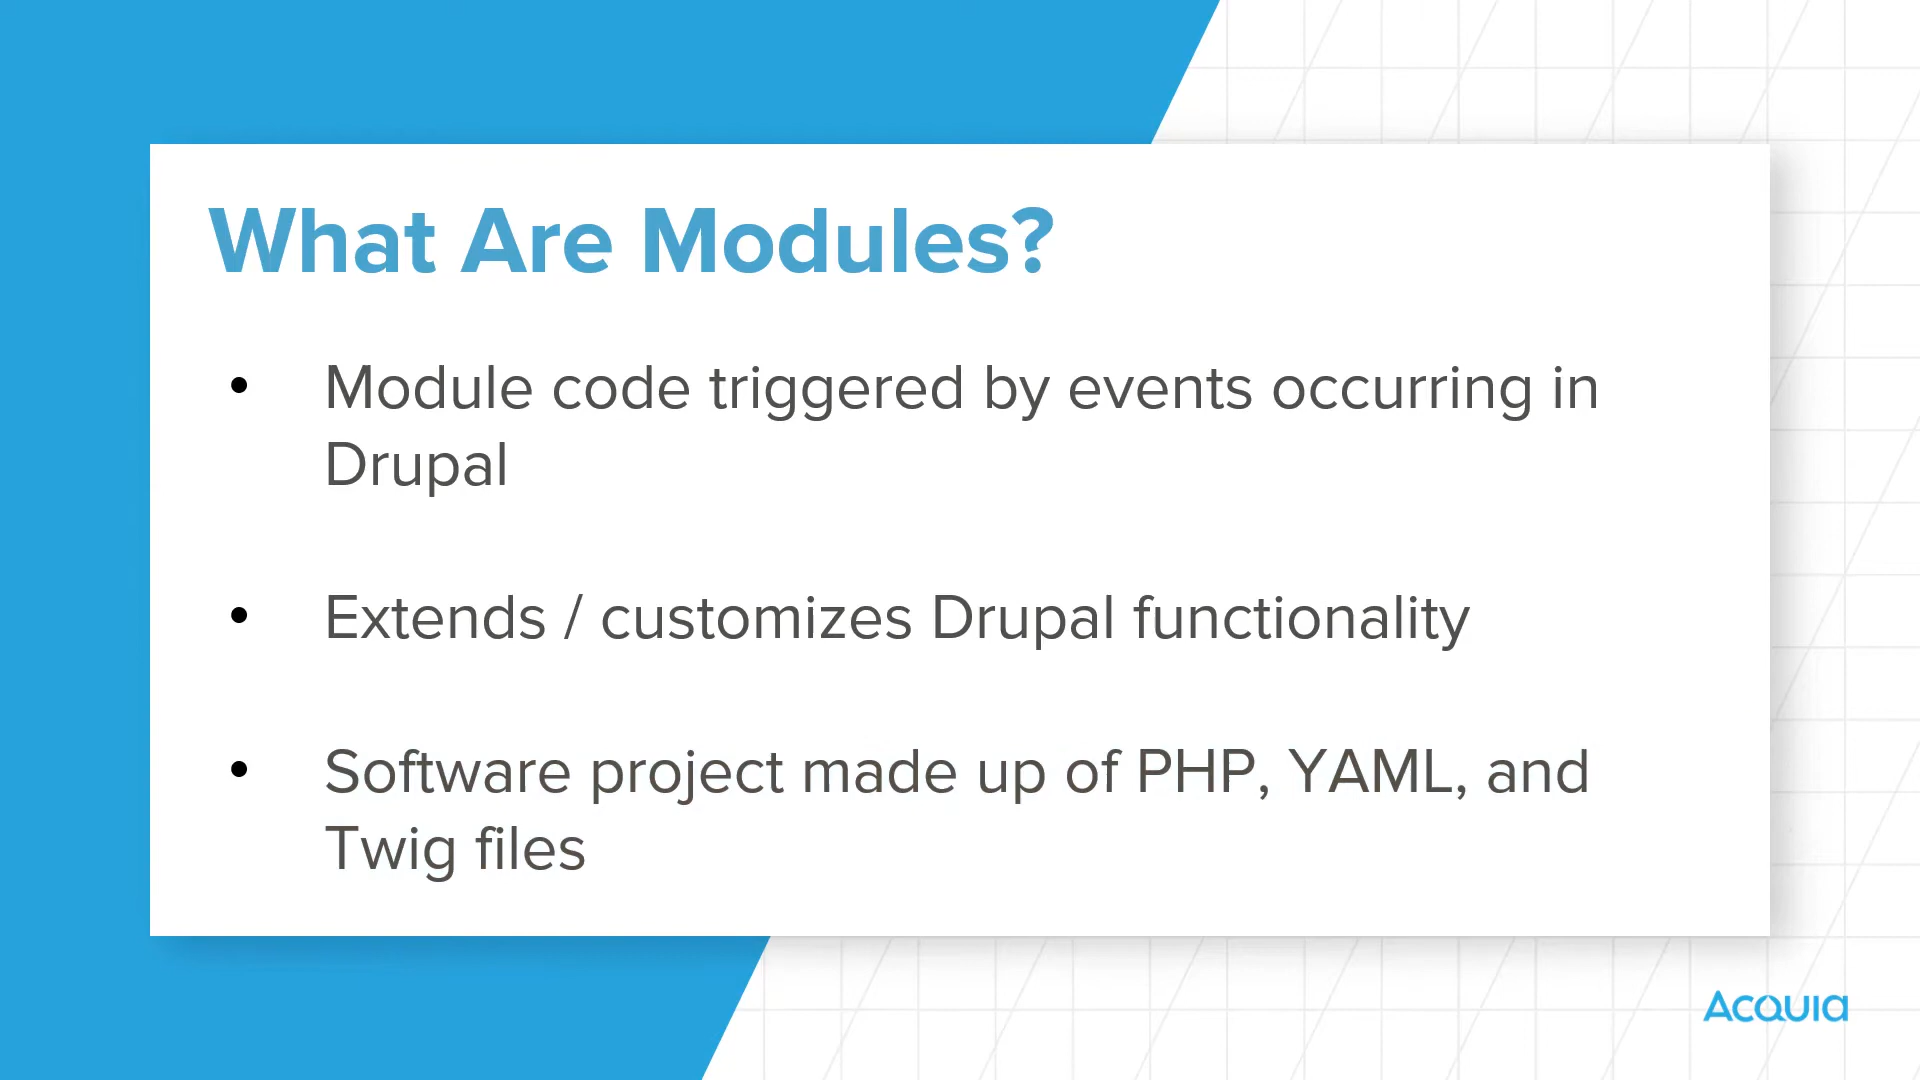 What Are Modules?
• Module code triggered by events occurring in
Drupal
• Extends / customizes Drupal functionality
• Software project made up of PHP, YAML, and
Twig files
Acquia